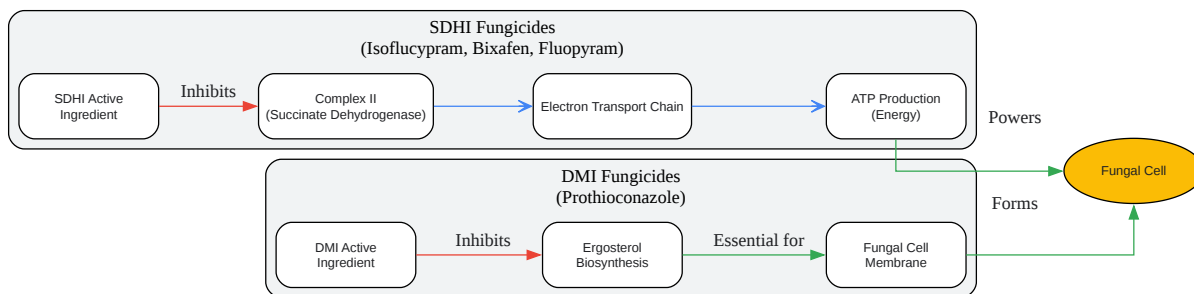 SDHI Fungicides
(Isoflucypram, Bixafen, Fluopyram)
SDHI Active
Ingredient
Inhibits
Complex II
(Succinate Dehydrogenase)
Electron Transport Chain
ATP Production
(Energy)
Powers
Fungal Cell
DMI Fungicides
(Prothioconazole)
Forms
DMI Active
Ingredient
Inhibits
Ergosterol
Biosynthesis
Essential for
Fungal Cell
Membrane